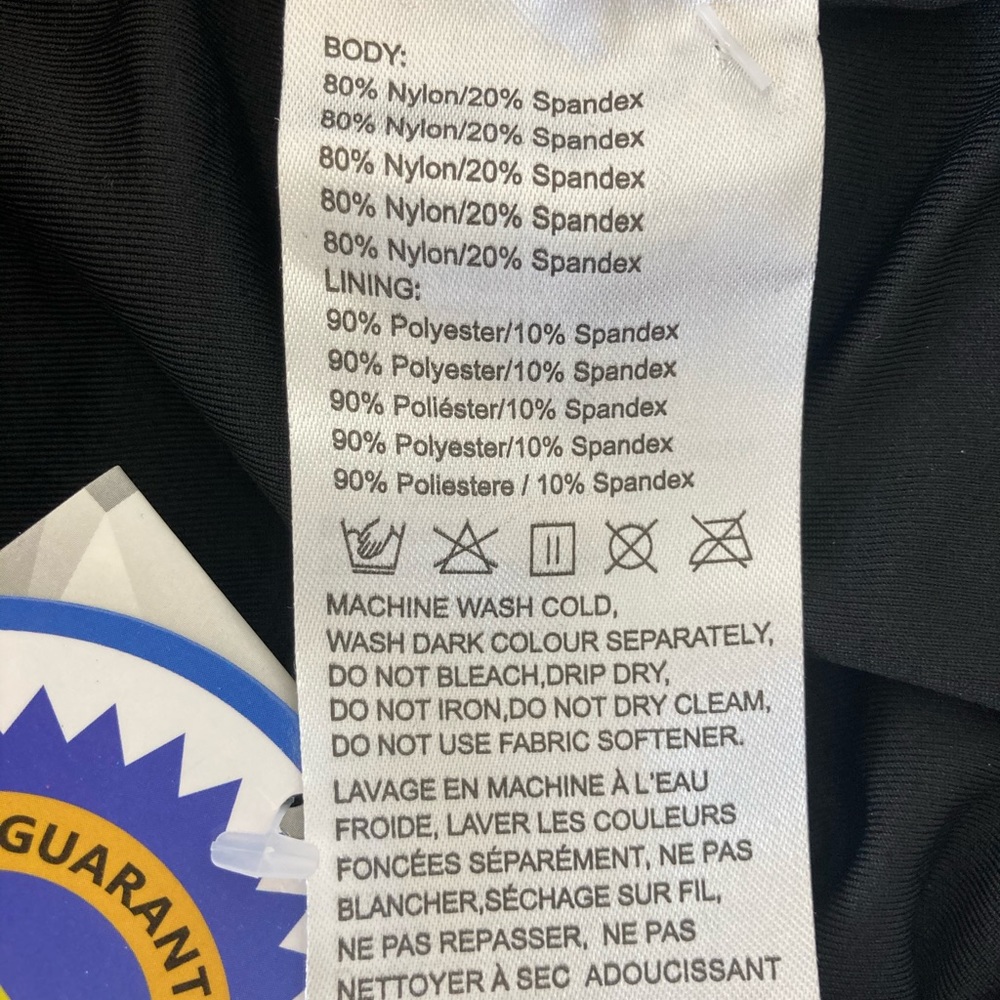 BODY:
80% Nylon/20% Spandex
80% Nylon/20% Spandex
80% Nylon/20% Spandex
80% Nylon/20% Spandex
80% Nylon/20% Spandex
LINING:
90% Polyester/10% Spandex
90% Polyester/10% Spandex
90% Poliéster/10% Spandex
90% Polyester/10% Spandex
90% Poliestere / 10% Spandex
MACHINE WASH COLD,
WASH DARK COLOUR SEPARATELY,
DO NOT BLEACH,DRIP DRY,
DO NOT IRON,DO NOT DRY CLEAM,
DO NOT USE FABRIC SOFTENER.
LAVAGE EN MACHINE À L'EAU
FROIDE, LAVER LES COULEURS
FONCÉES SÉPARÉMENT, NE PAS
BLANCHER,SÉCHAGE SUR FIL,
NE PAS REPASSER, NE PAS
NETTOYER À SEC ADOUCISSANT
GUARANT